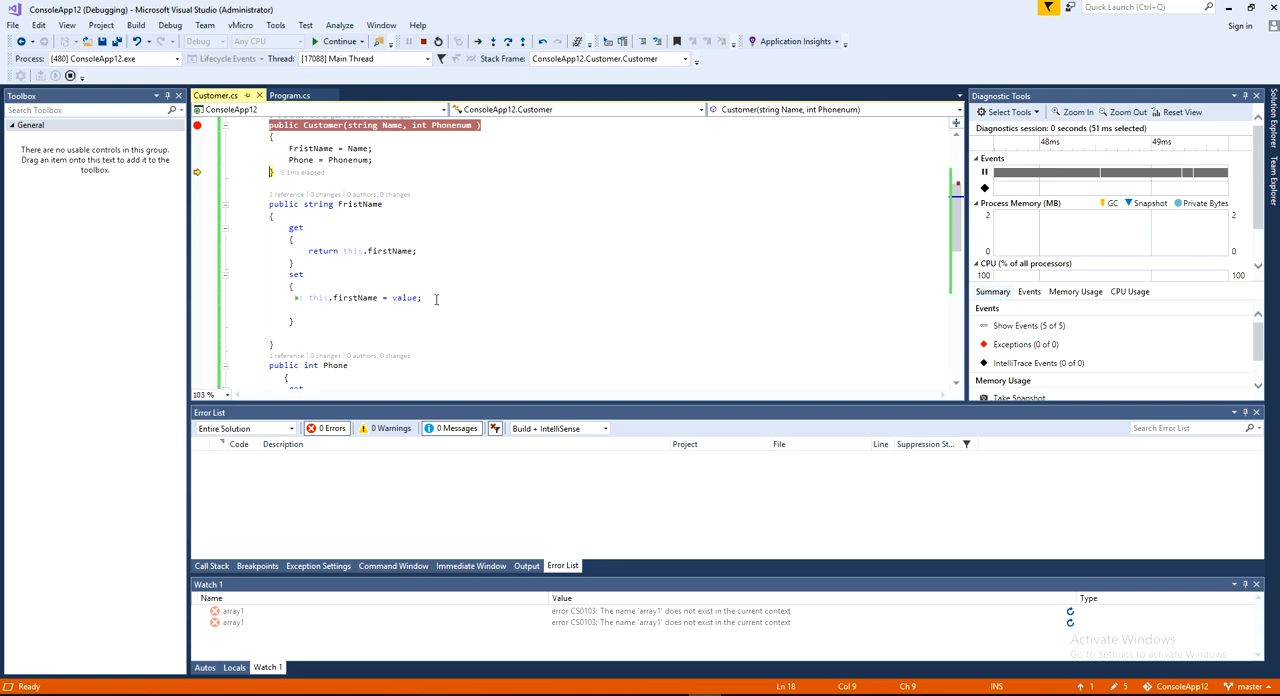 ConsoleApp12 (Debugging) - Microsoft Visual Studio (Administrator)
Quick Launch (Ctrl+Q)
File Edit View Project Build Debug Team vMicro Tools Test Analyze Window Help
Sign in
Debug Any CPU Continue Application Insights
Process: [480] ConsoleApp12.exe Lifecycle Events Thread: [17088] Main Thread Stack Frame: ConsoleApp12.Customer.Customer
Toolbox
Search Toolbox
General
There are no usable controls in this group. Drag an item onto this text to add it to the toolbox.
Customer.cs Program.cs
ConsoleApp12 ConsoleApp12.Customer Customer(string Name, int Phonenum)
public Customer(string Name, int Phonenum )
{
FristName = Name;
Phone = Phonenum;
} ≤ 1ms elapsed
1 reference | 0 changes | 0 authors, 0 changes
public string FristName
{
get
{
return this.firstName;
}
set
{
this.firstName = value;
}
}
1 reference | 0 changes | 0 authors, 0 changes
public int Phone
{
get
103 %
Diagnostic Tools
Select Tools Zoom In Zoom Out Reset View
Diagnostics session: 0 seconds (51 ms selected)
48ms 49ms
Events
Process Memory (MB) GC Snapshot Private Bytes
2 2
0 0
CPU (% of all processors)
100 100
Summary Events Memory Usage CPU Usage
Events
Show Events (5 of 5)
Exceptions (0 of 0)
IntelliTrace Events (0 of 0)
Memory Usage
Take Snapshot
Solution Explorer
Team Explorer
Error List
Entire Solution 0 Errors 0 Warnings 0 Messages Build + IntelliSense Search Error List
Code Description Project File Line Suppression St...
Call Stack Breakpoints Exception Settings Command Window Immediate Window Output Error List
Watch 1
Name Value Type
array1 error CS0103: The name 'array1' does not exist in the current context
array1 error CS0103: The name 'array1' does not exist in the current context
Activate Windows
Go to Settings to activate Windows.
Autos Locals Watch 1
Ready Ln 18 Col 9 Ch 9 INS 1 5 ConsoleApp12 master